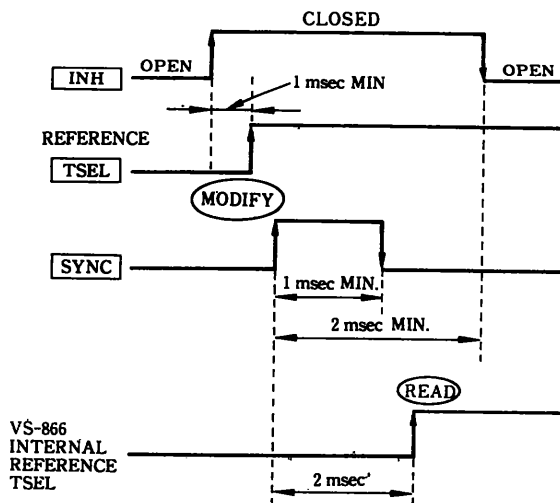 CLOSED
OPEN
INH
OPEN
1 msec MIN
REFERENCE
TSEL
MODIFY
SYNC
1 msec MIN.
2 msec MIN.
READ
VS-866
INTERNAL
REFERENCE
TSEL
2 msec